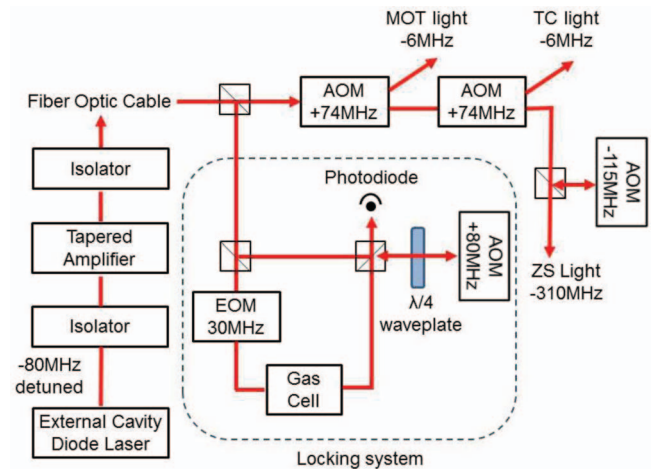 MOT light
-6MHz
TC light
-6MHz
Fiber Optic Cable
AOM
+74MHz
AOM
+74MHz
Isolator
Photodiode
AOM
-115MHz
Tapered
Amplifier
AOM
+80MHz
ZS Light
-310MHz
EOM
30MHz
λ/4
waveplate
Isolator
-80MHz
detuned
Gas
Cell
External Cavity
Diode Laser
Locking system